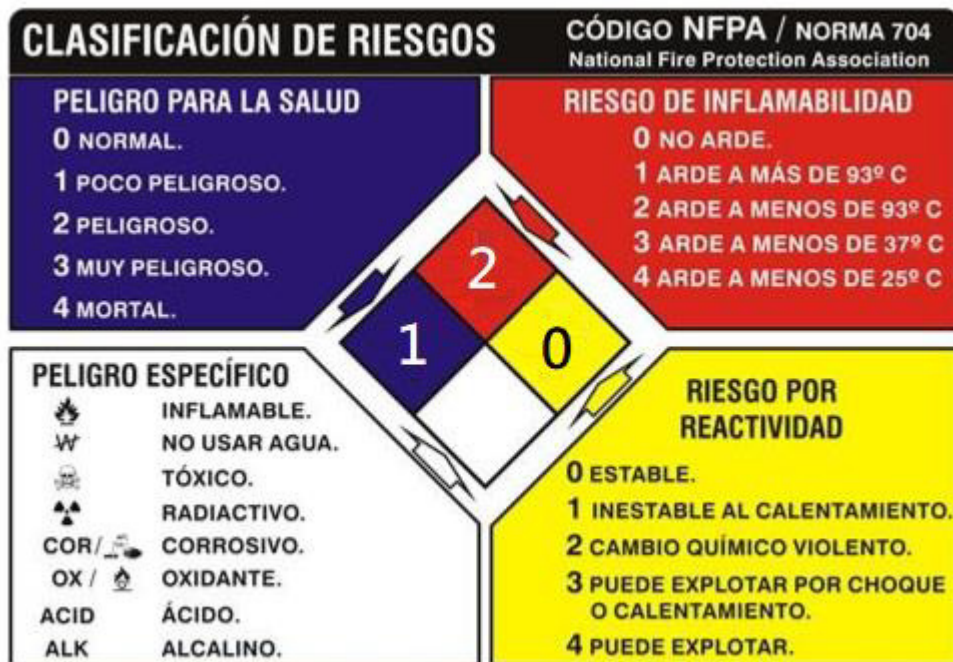 CLASIFICACIÓN DE RIESGOS
CÓDIGO NFPA / NORMA 704
National Fire Protection Association
PELIGRO PARA LA SALUD
0 NORMAL.
1 POCO PELIGROSO.
2 PELIGROSO.
3 MUY PELIGROSO.
4 MORTAL.
RIESGO DE INFLAMABILIDAD
0 NO ARDE.
1 ARDE A MÁS DE 93º C
2 ARDE A MENOS DE 93º C
3 ARDE A MENOS DE 37º C
4 ARDE A MENOS DE 25º C
2
1
0
PELIGRO ESPECÍFICO
INFLAMABLE.
W NO USAR AGUA.
TÓXICO.
RADIACTIVO.
COR/ CORROSIVO.
OX / OXIDANTE.
ACID ÁCIDO.
ALK ALCALINO.
RIESGO POR
REACTIVIDAD
0 ESTABLE.
1 INESTABLE AL CALENTAMIENTO.
2 CAMBIO QUÍMICO VIOLENTO.
3 PUEDE EXPLOTAR POR CHOQUE
O CALENTAMIENTO.
4 PUEDE EXPLOTAR.